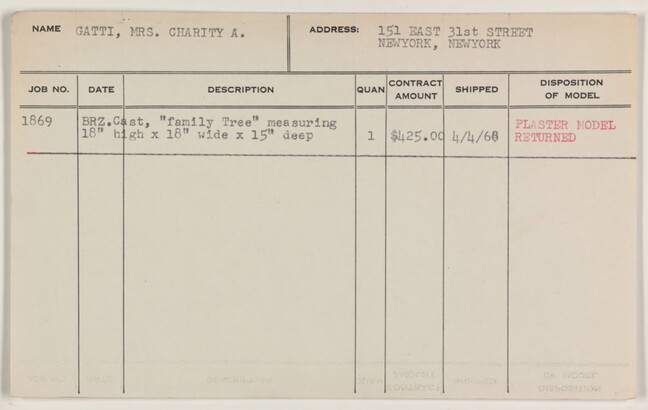 NAME GATTI, MRS. CHARITY A. ADDRESS: 151 EAST 31st STREET
NEWYORK, NEWYORK
JOB NO. DATE DESCRIPTION QUAN CONTRACT AMOUNT SHIPPED DISPOSITION OF MODEL
1869 BRZ.Cast, "family Tree" measuring PLASTER MODEL
18" high x 18" wide x 15" deep 1 $425.00 4/4/68 RETURNED